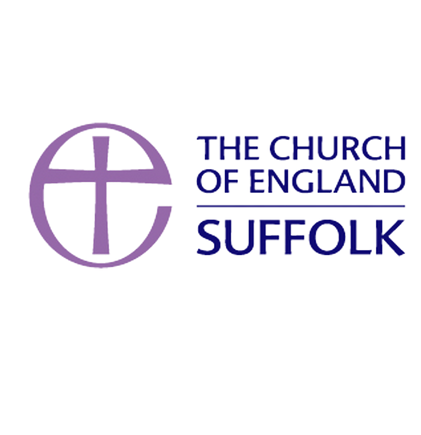 THE CHURCH
OF ENGLAND
SUFFOLK